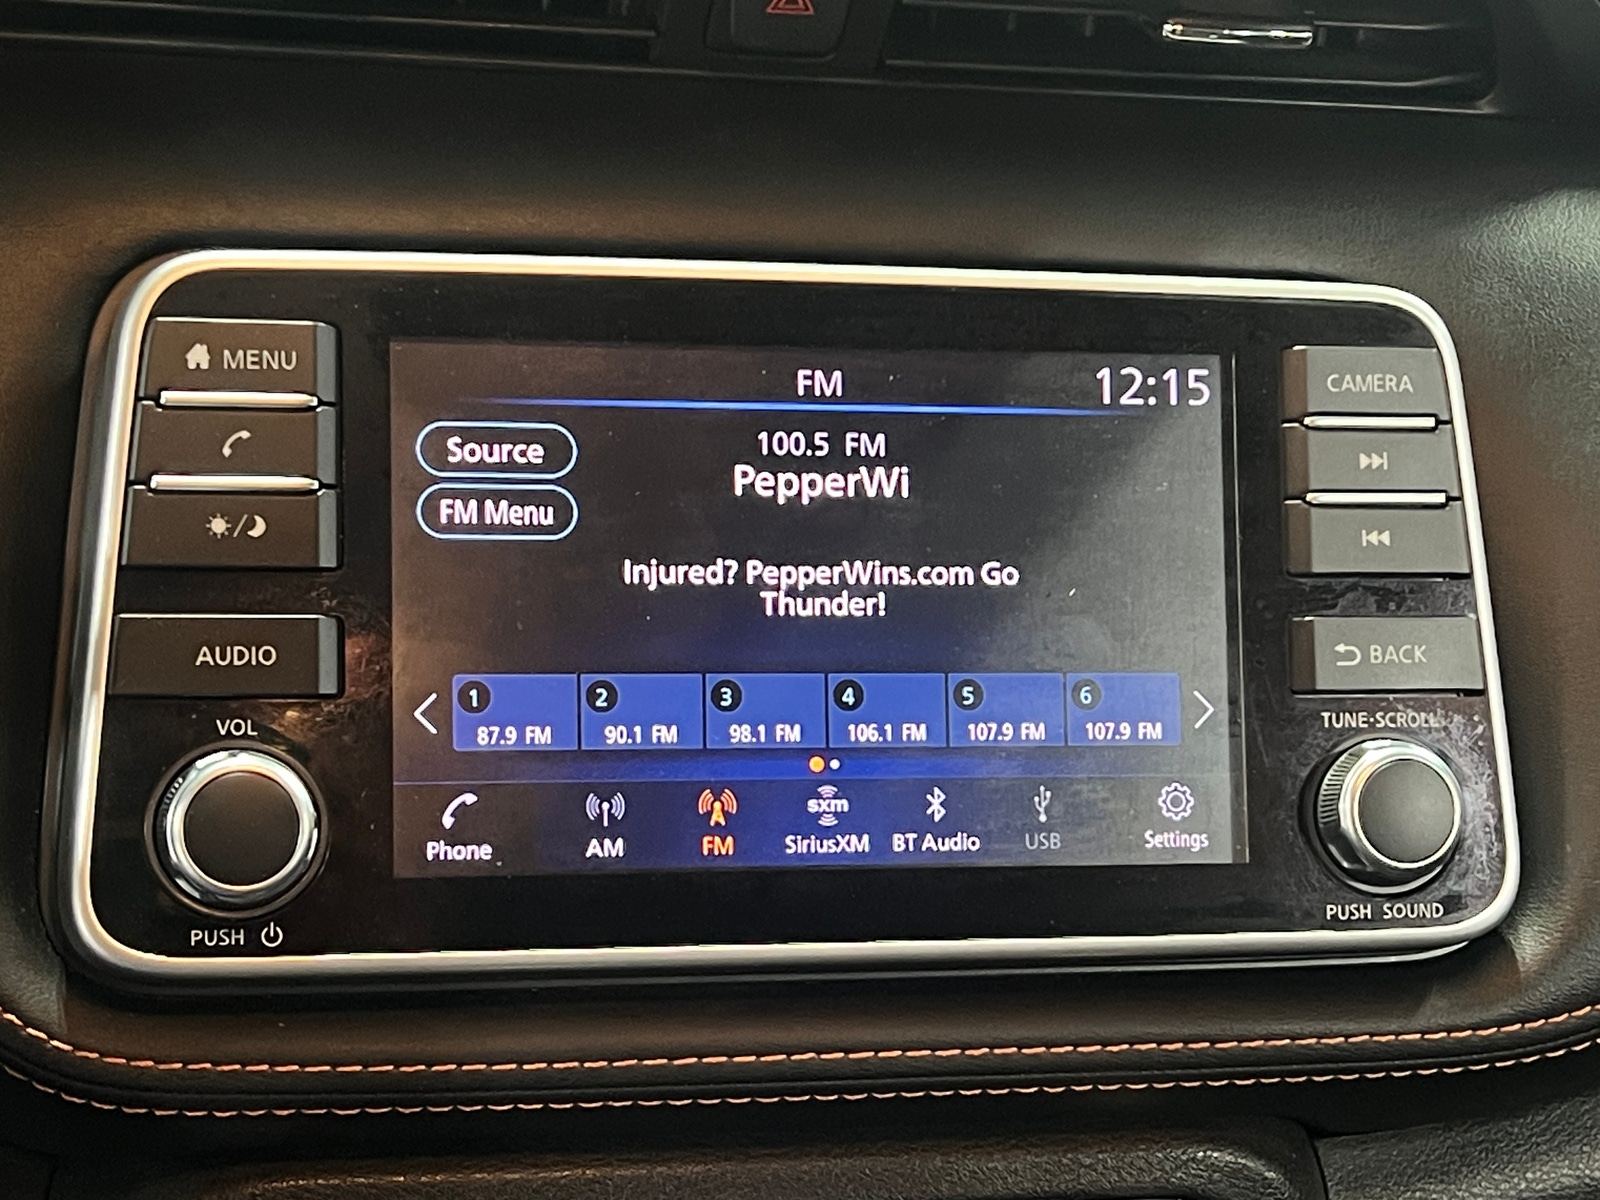 MENU
AUDIO
VOL
PUSH
FM
12:15
Source
100.5 FM
PepperWi
FM Menu
Injured? PepperWins.com Go
Thunder!
1
87.9 FM
2
90.1 FM
3
98.1 FM
4
106.1 FM
5
107.9 FM
6
107.9 FM
Phone
AM
FM
sxm
SiriusXM
BT Audio
USB
Settings
CAMERA
BACK
TUNE·SCROLL
PUSH SOUND